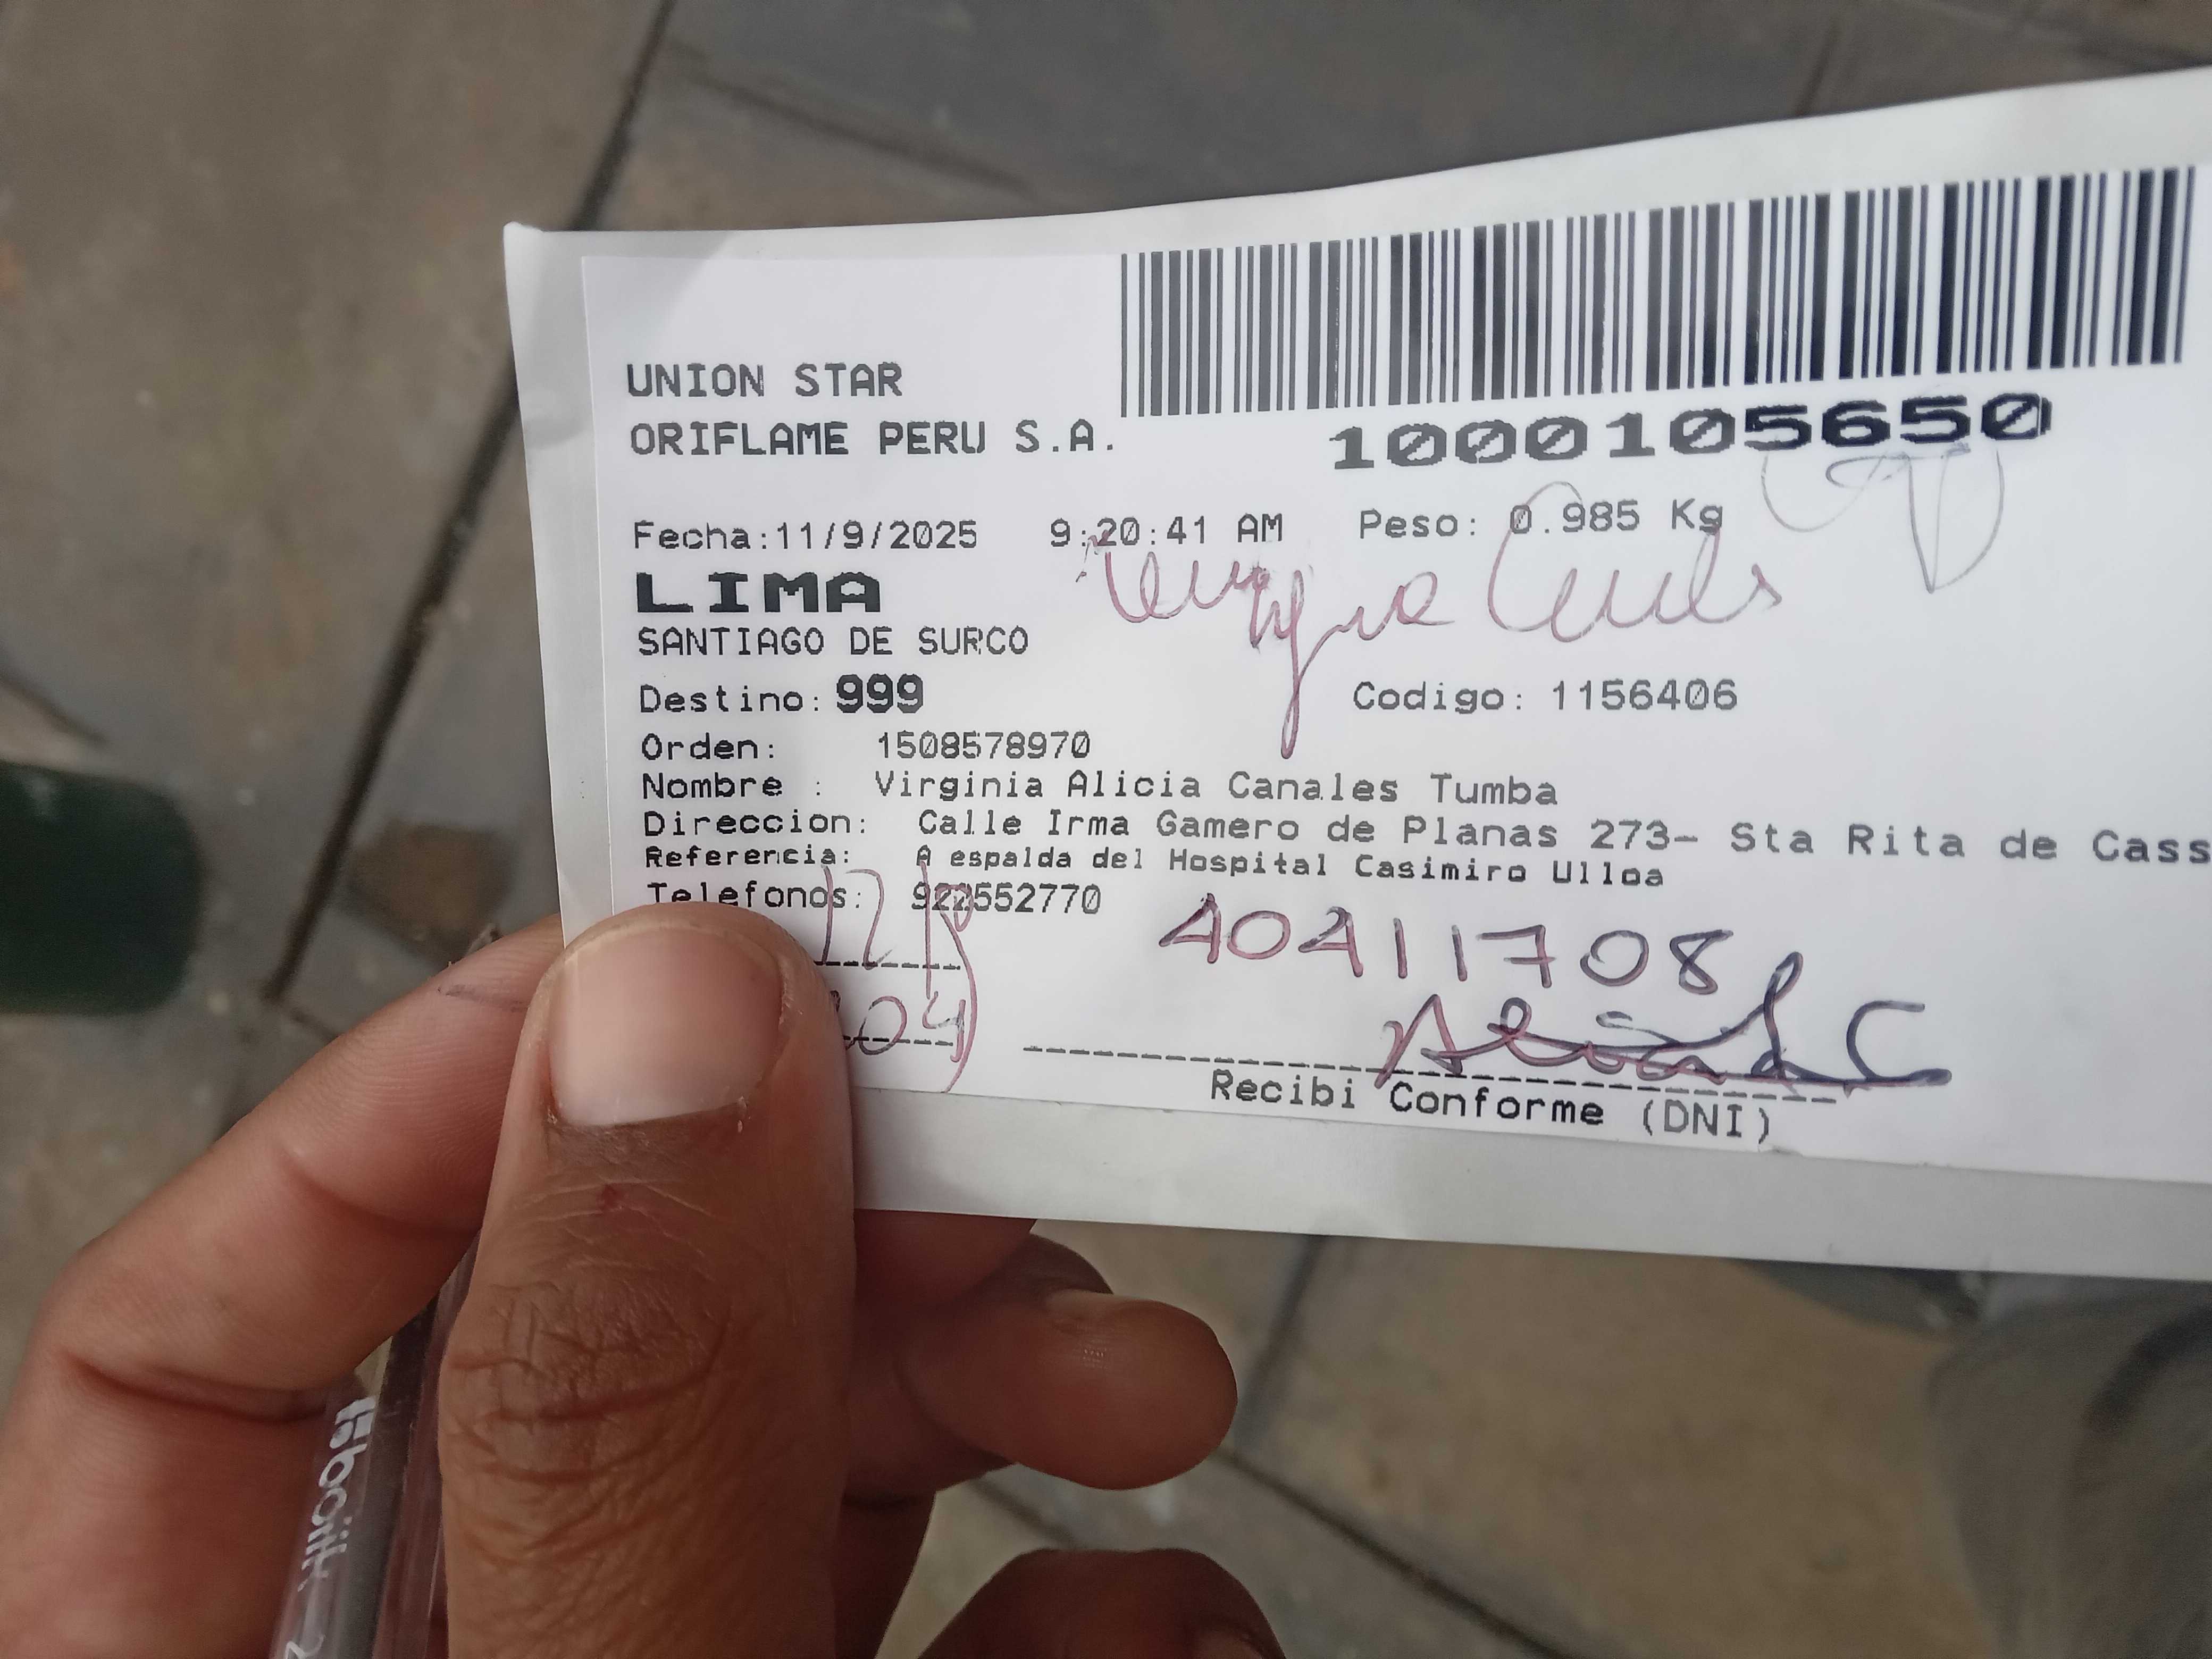 UNION STAR
ORIFLAME PERU S.A.
1000105650
Fecha:11/9/2025 9:20:41 AM Peso: 0.985 Kg
LIMA
SANTIAGO DE SURCO
Destino: 999 Codigo: 1156406
Orden: 1508578970
Nombre : Virginia Alicia Canales Tumba
Direccion: Calle Irma Gamero de Planas 273- Sta Rita de Cass
Referencia: A espalda del Hospital Casimiro Ulloa
Telefonos: 922552770
40411708
Recibi Conforme (DNI)